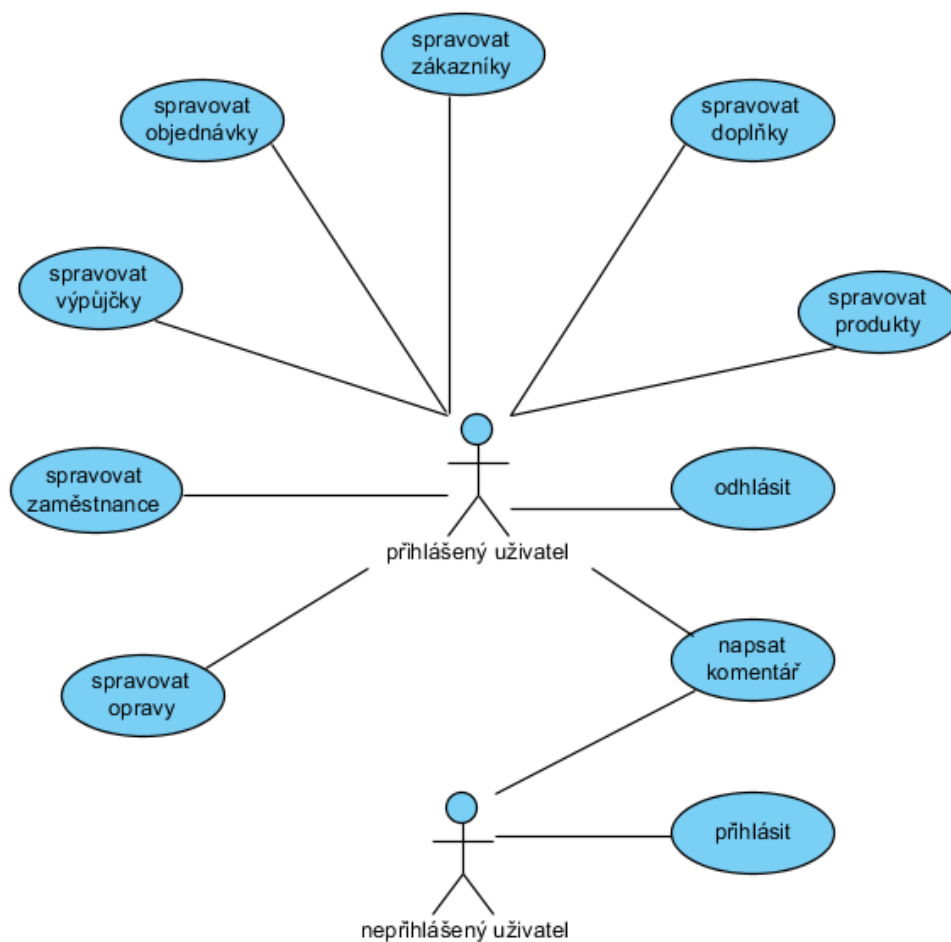 spravovat
zákazníky
spravovat
objednávky
spravovat
doplňky
spravovat
výpůjčky
spravovat
produkty
spravovat
zaměstnance
odhlásit
přihlášený uživatel
napsat
komentář
spravovat
opravy
přihlásit
nepřihlášený uživatel